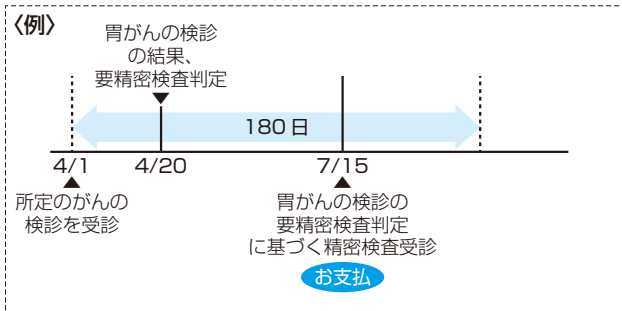 〈例〉
胃がんの検診
の結果、
要精密検査判定
180日
4/1
4/20
7/15
所定のがんの
検診を受診
胃がんの検診の
要精密検査判定
に基づく精密検査受診
お支払